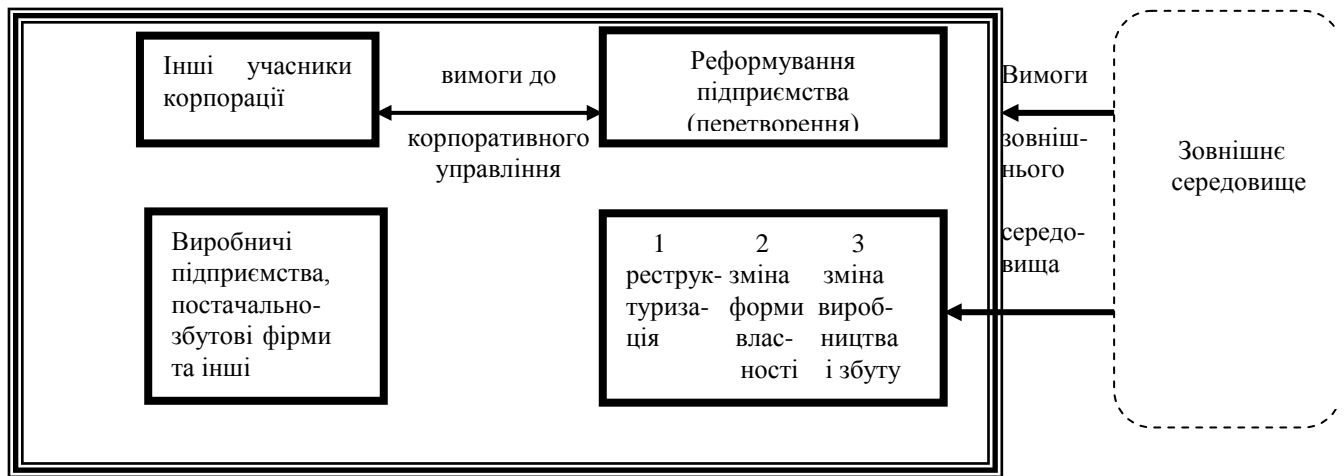 Інші учасники
корпорації
вимоги до
корпоративного
управління
Реформування
підприємства
(перетворення)
Вимоги
зовніш-
нього
середо-
вища
Зовнішнє
середовище
Виробничі
підприємства,
постачально-
збутові фірми
та інші
1 2 3
реструк- зміна зміна
туриза- форми вироб-
ція влас- ництва
ності і збуту